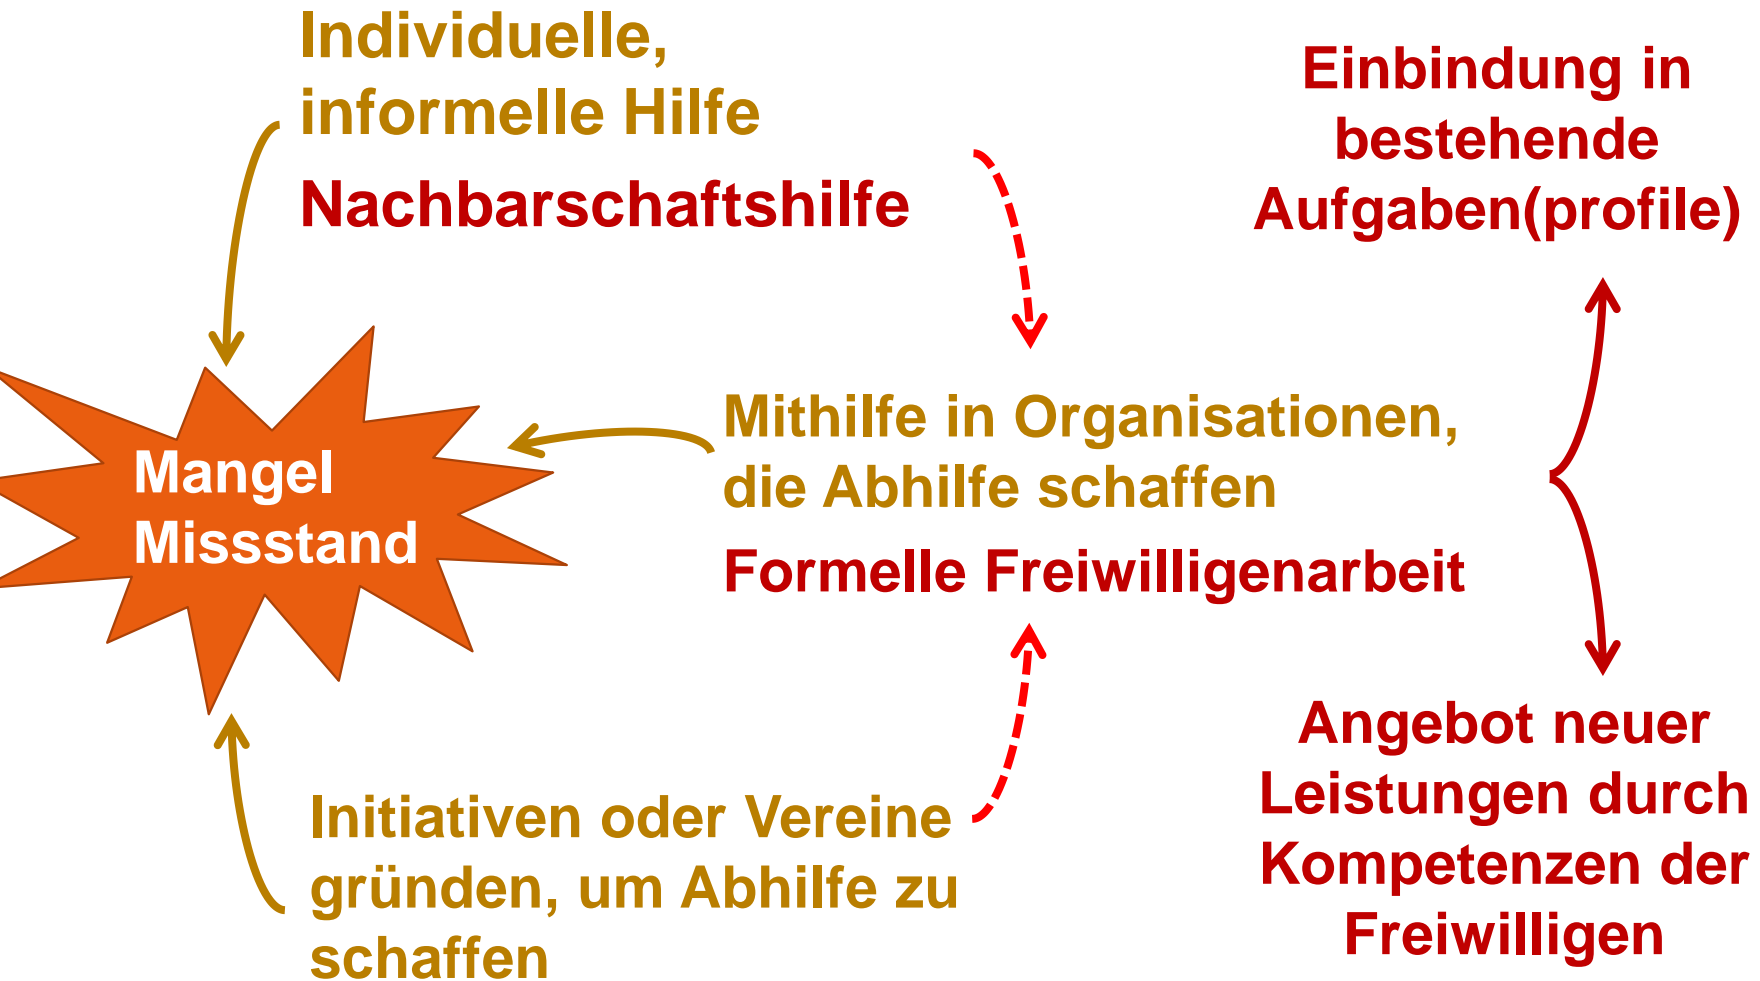 Individuelle,
informelle Hilfe
Nachbarschaftshilfe
Einbindung in
bestehende
Aufgaben(profile)
Mangel
Missstand
Mithilfe in Organisationen,
die Abhilfe schaffen
Formelle Freiwilligenarbeit
Initiativen oder Vereine
gründen, um Abhilfe zu
schaffen
Angebot neuer
Leistungen durch
Kompetenzen der
Freiwilligen